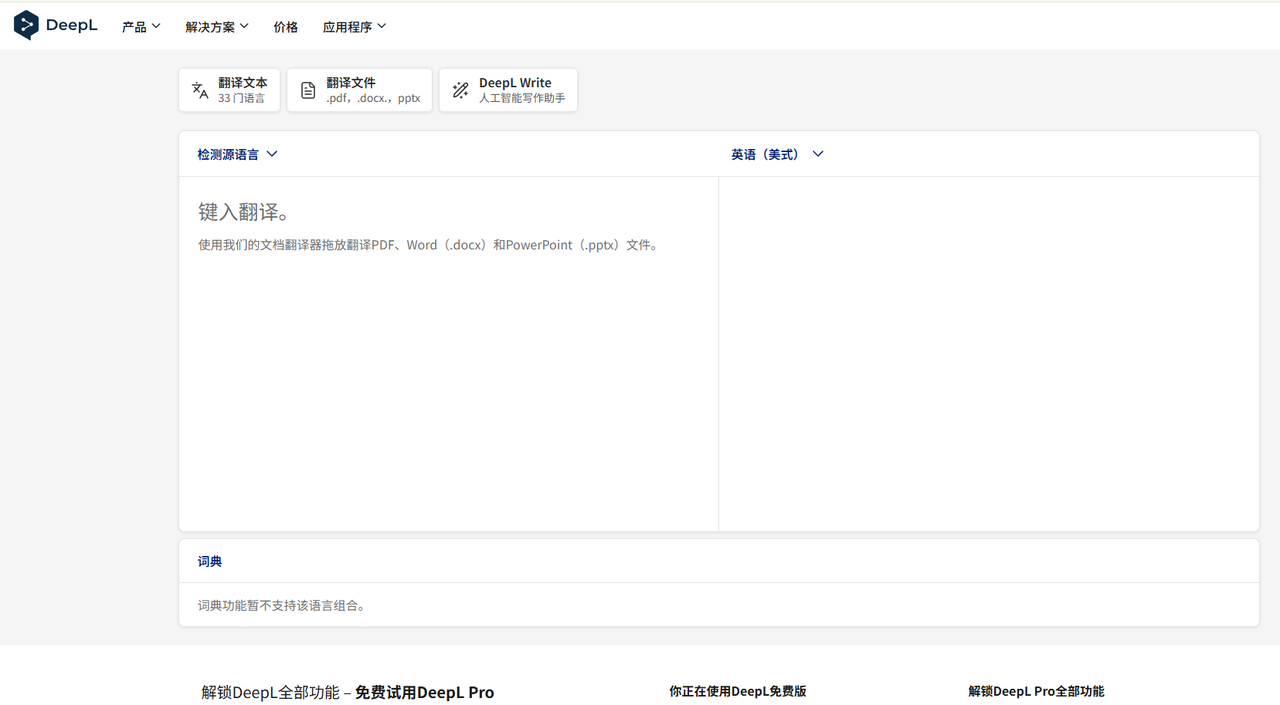 DeepL 产品 解决方案 价格 应用程序
翻译文本 翻译文件 DeepL Write
33 门语言 .pdf，.docx.，pptx 人工智能写作助手
检测源语言 英语（美式）
键入翻译。
使用我们的文档翻译器拖放翻译PDF、Word（.docx）和PowerPoint（.pptx）文件。
词典
词典功能暂不支持该语言组合。
解锁DeepL全部功能 – 免费试用DeepL Pro 你正在使用DeepL免费版 解锁DeepL Pro全部功能